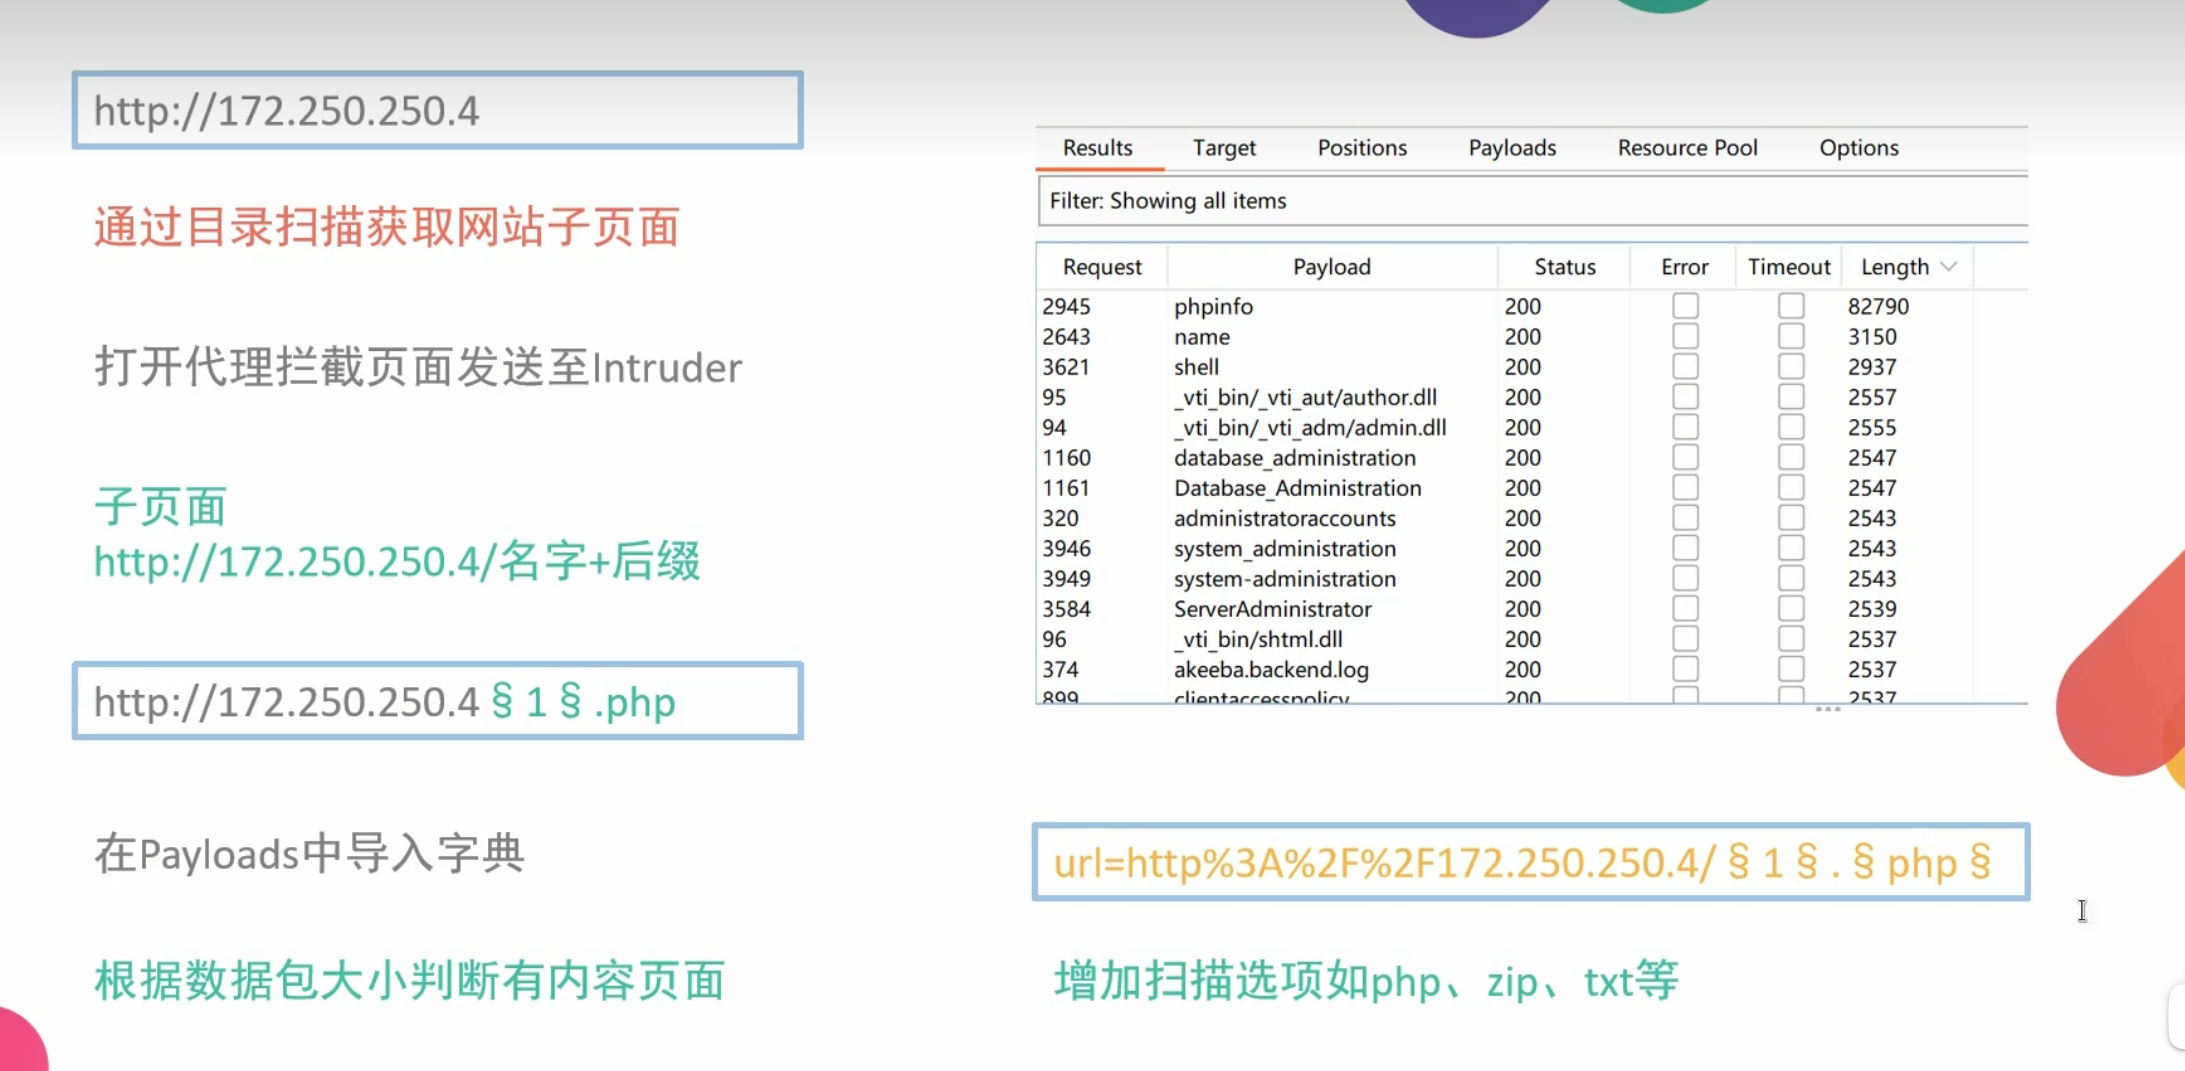 http://172.250.250.4
通过目录扫描获取网站子页面
打开代理拦截页面发送至Intruder
子页面
http://172.250.250.4/名字+后缀
http://172.250.250.4§1§.php
在Payloads中导入字典
根据数据包大小判断有内容页面
Results Target Positions Payloads Resource Pool Options
Filter: Showing all items
Request Payload Status Error Timeout Length
2945 phpinfo 200 82790
2643 name 200 3150
3621 shell 200 2937
95 _vti_bin/_vti_aut/author.dll 200 2557
94 _vti_bin/_vti_adm/admin.dll 200 2555
1160 database_administration 200 2547
1161 Database_Administration 200 2547
320 administratoraccounts 200 2543
3946 system_administration 200 2543
3949 system-administration 200 2543
3584 ServerAdministrator 200 2539
96 _vti_bin/shtml.dll 200 2537
374 akeeba.backend.log 200 2537
899 clientaccesspolicy 200 2537
url=http%3A%2F%2F172.250.250.4/§1§.§php§
增加扫描选项如php、zip、txt等